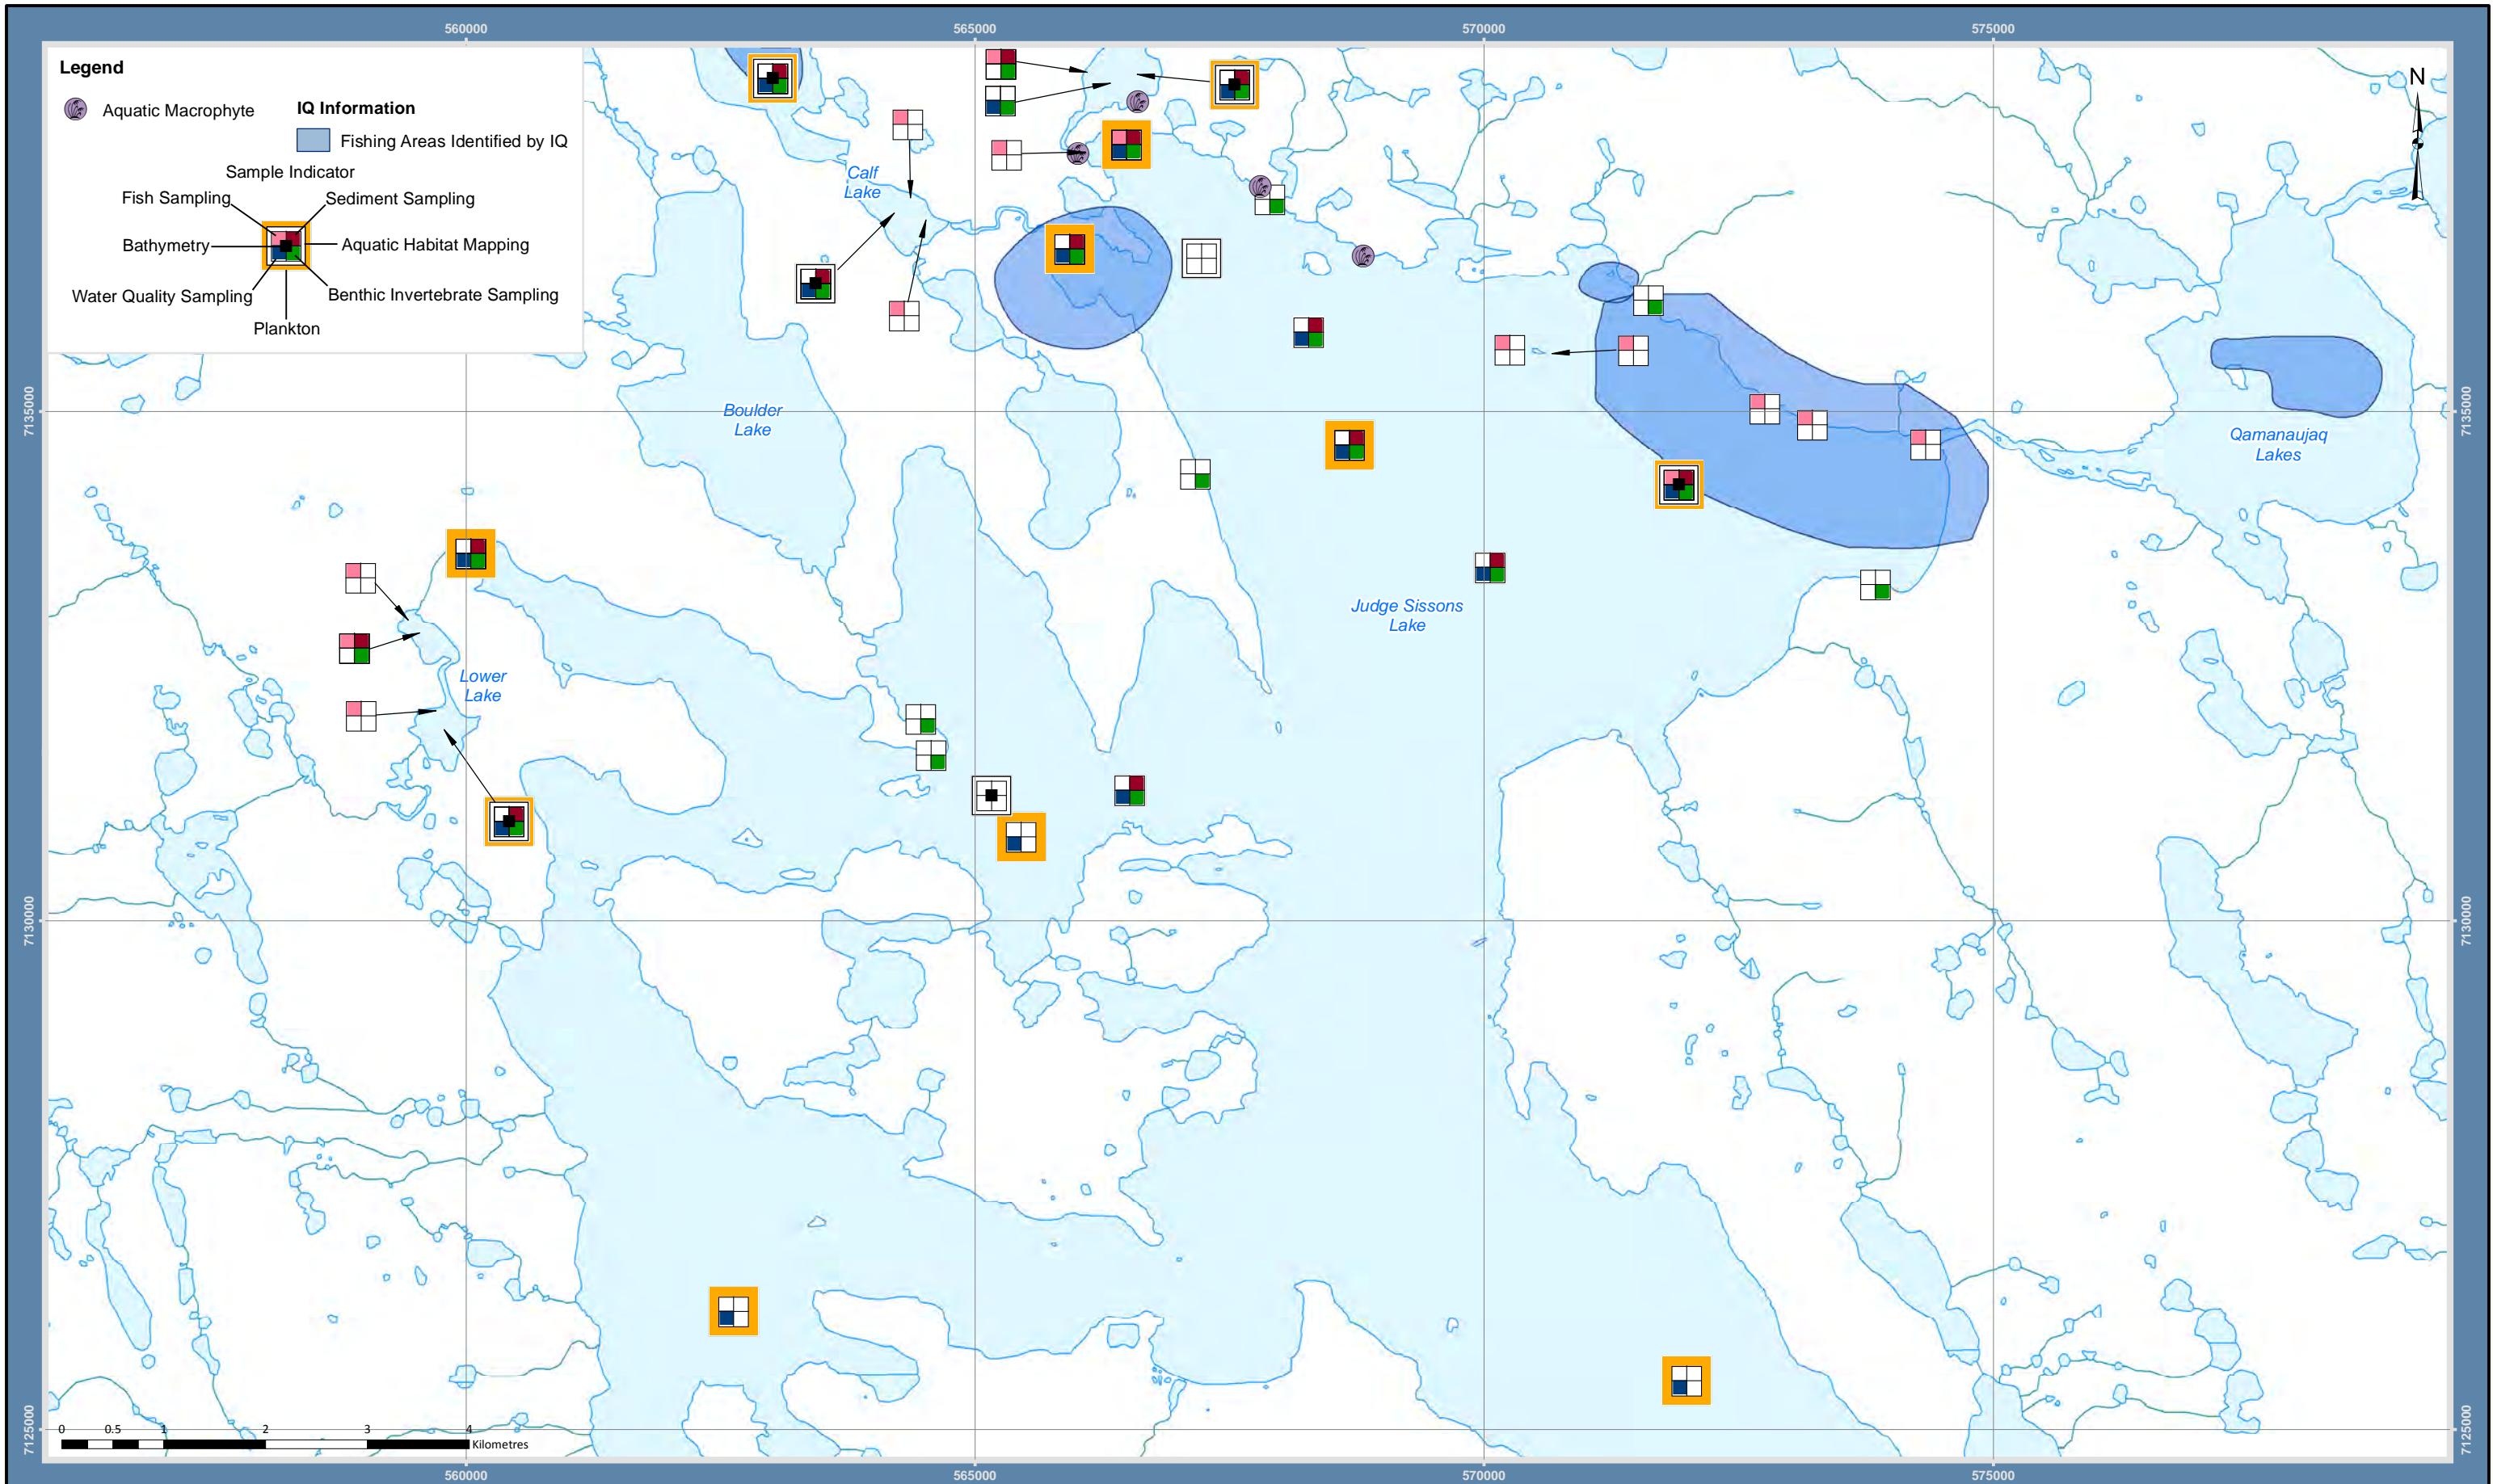 560000
565000
570000
575000
Legend
Aquatic Macrophyte
IQ Information
Fishing Areas Identified by IQ
Sample Indicator
Fish Sampling
Sediment Sampling
Bathymetry
Aquatic Habitat Mapping
Water Quality Sampling
Benthic Invertebrate Sampling
Plankton
N
Calf
Lake
7135000
7135000
Boulder
Lake
Qamanaujaq
Lakes
Judge Sissons
Lake
Lower
Lake
7130000
7130000
7125000
7125000
0 0.5 1 2 3 4
Kilometres
560000
565000
570000
575000